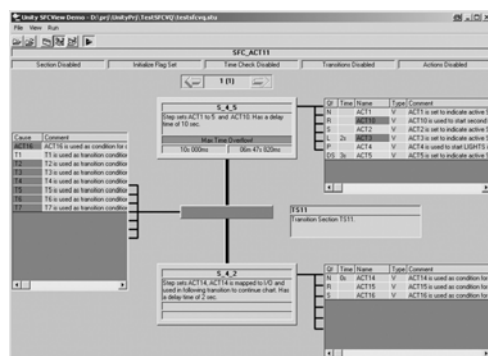 Unity SFCView Demo - D:\prj\UnityPrj\TestSFCVQ\testsfcvq.stu
File View Run
SFC_ACT11
Section Disabled Initialize Flag Set Time Check Disabled Transitions Disabled Actions Disabled
1 (1)
S_4_5
Step sets ACT1 to 5 and ACT10. Has a delay
time of 10 sec.
Max Time Overflow!
10s 000ms 06m 47s 820ms
Qf Time Name Type Comment
N ACT1 V ACT1 is set to indicate active S
R ACT10 V ACT10 is used to start second
S ACT2 V ACT2 is set to indicate active S
L 2s ACT3 V ACT3 is set to indicate active S
P ACT4 V ACT4 is used to start LIGHTS
DS 3s ACT5 V ACT5 is set to indicate active S
Cause Comment
ACT16 ACT16 is used as condition for
T1 T1 is used as transition condition
T2 T2 is used as transition condition
T3 T3 is used as transition condition
T4 T4 is used as transition condition
T5 T5 is used as transition condition
T6 T6 is used as transition condition
T7 T7 is used as transition condition
TS11
Transition Section TS11.
S_4_2
Step sets ACT14, ACT14 is mapped to I/O and
used in following transition to continue chart. Has
a delay time of 2 sec.
Qf Time Name Type Comment
N 0s ACT14 V ACT14 is used as condition for
R ACT15 V ACT15 is used as condition for
S ACT16 V ACT16 is used as condition for